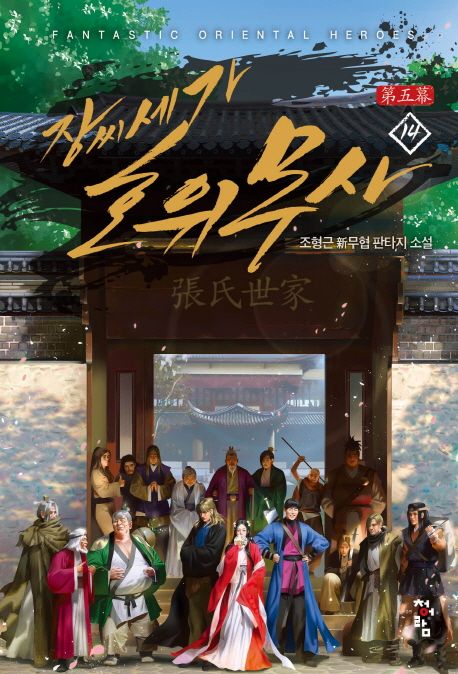 FANTASTIC ORIENTAL HEROES
장씨세가
호위무사
第五幕
14
조형근 新무협 판타지 소설
張氏世家
청어람